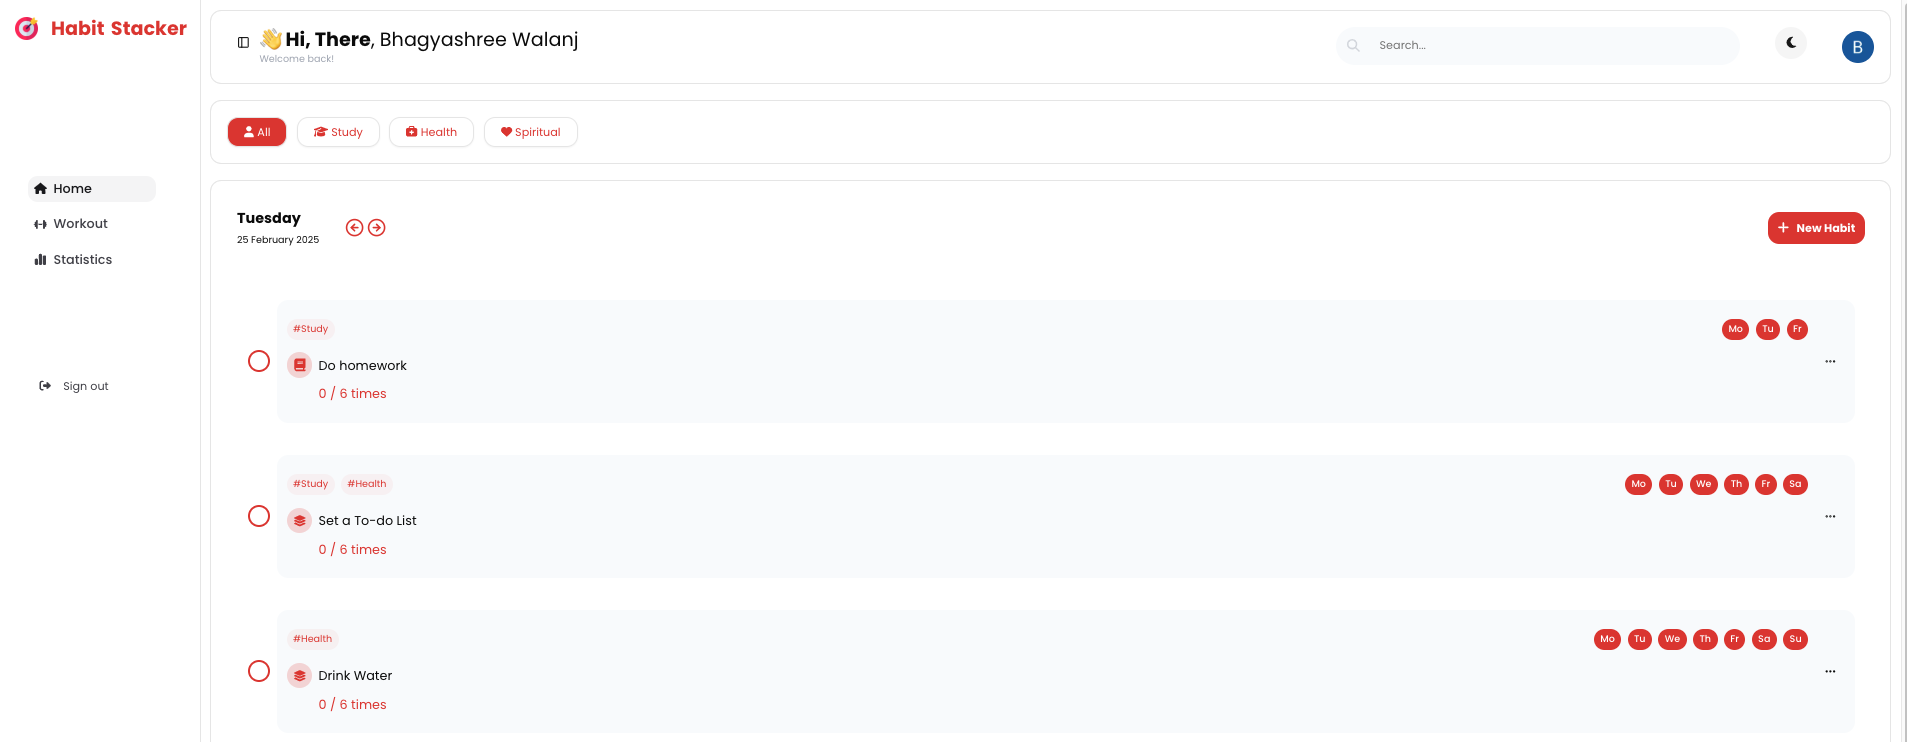 Habit Stacker
Hi, There, Bhagyashree Walanj
Welcome back!
Search...
B
All
Study
Health
Spiritual
Home
Workout
Statistics
Sign out
Tuesday
25 February 2025
New Habit
#Study
Mo Tu Fr
Do homework
0 / 6 times
#Study #Health
Mo Tu We Th Fr Sa
Set a To-do List
0 / 6 times
#Health
Mo Tu We Th Fr Sa Su
Drink Water
0 / 6 times